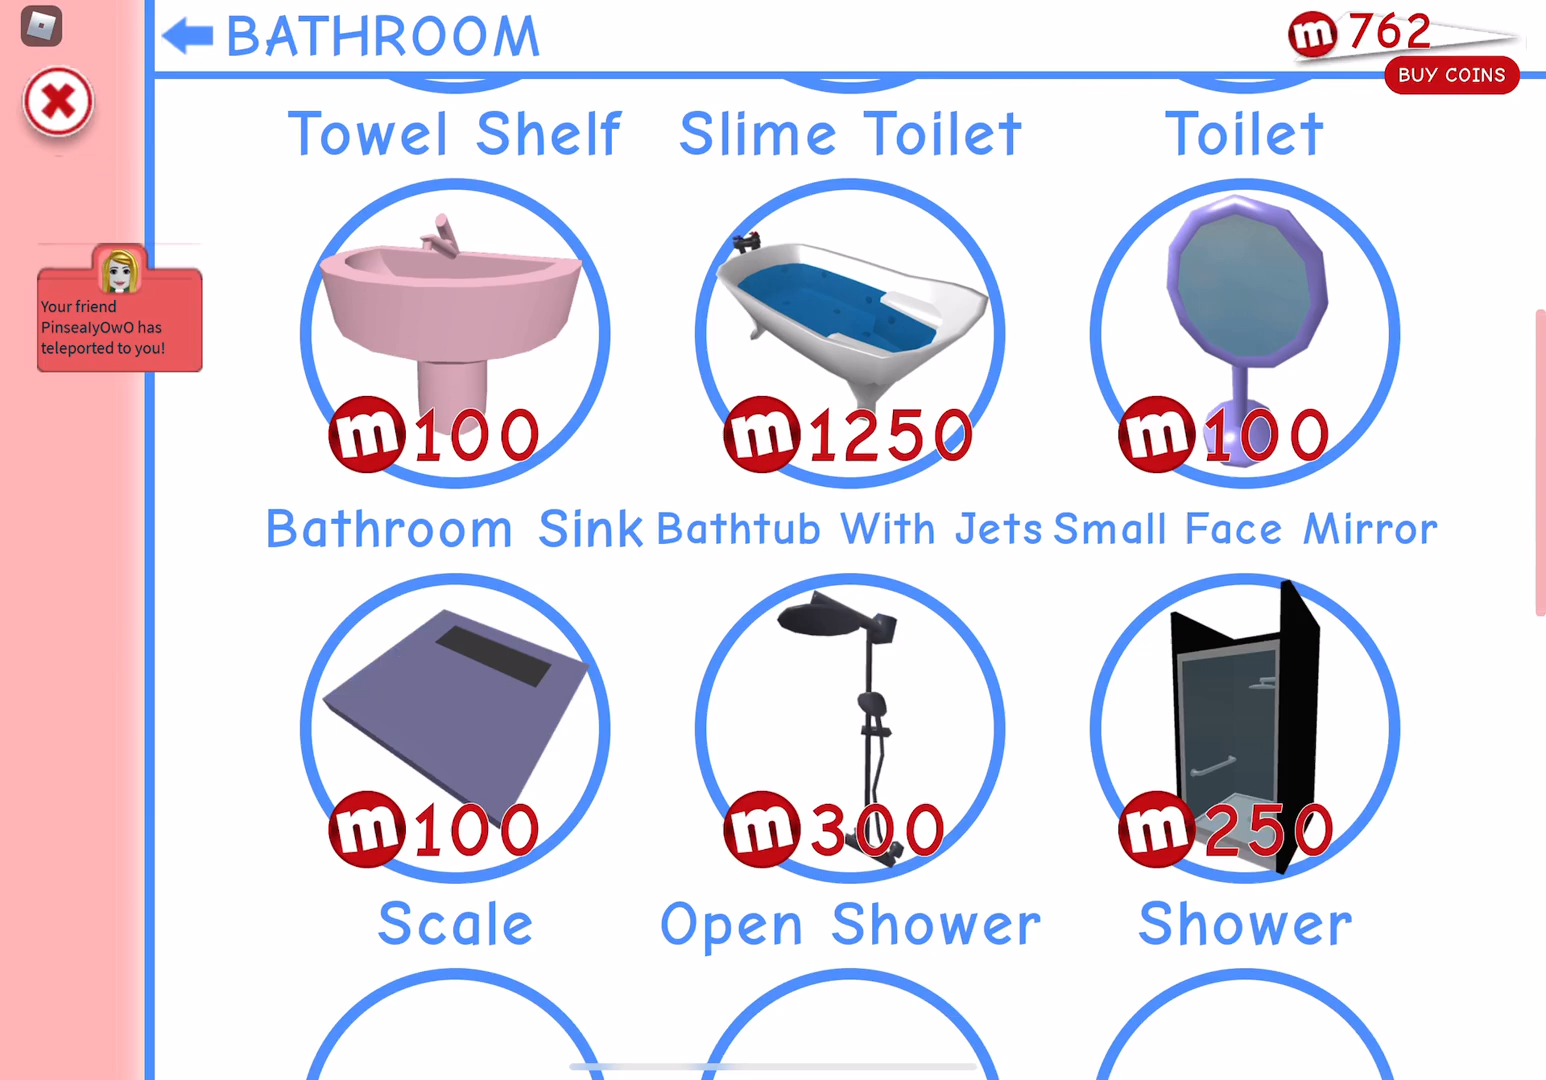 BATHROOM
m 762
BUY COINS
Towel Shelf
Slime Toilet
Toilet
Your friend
PinsealyOwO has
teleported to you!
m 100
m 1250
m 100
Bathroom Sink
Bathtub With Jets
Small Face Mirror
m 100
m 300
m 250
Scale
Open Shower
Shower